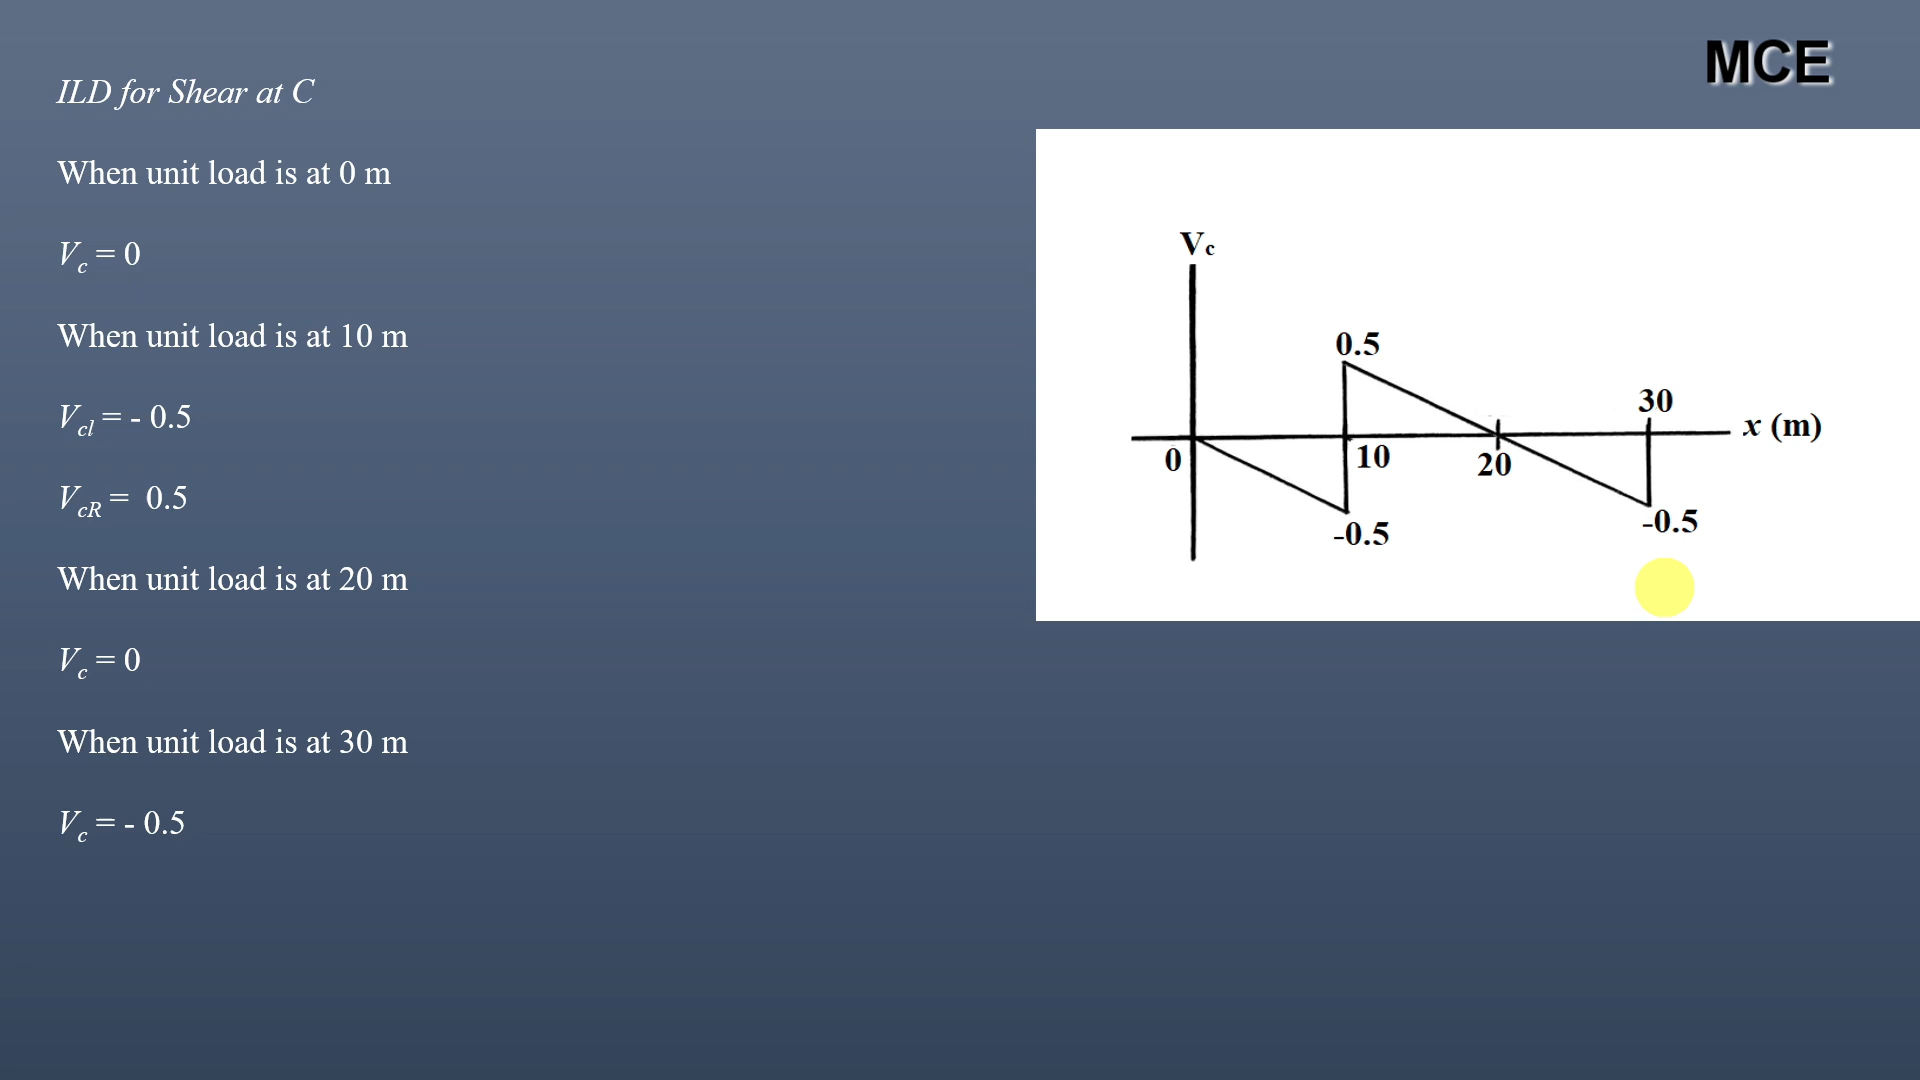 MCE
ILD for Shear at C
When unit load is at 0 m
Vc = 0
When unit load is at 10 m
Vcl = - 0.5
VcR = 0.5
When unit load is at 20 m
Vc = 0
When unit load is at 30 m
Vc = - 0.5
Vc
0.5
30
x (m)
0
10
20
-0.5
-0.5